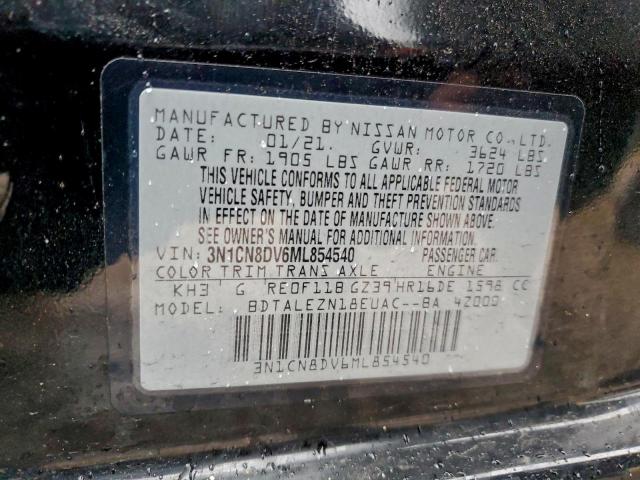 MANUFACTURED BY NISSAN MOTOR CO., LTD.
DATE: 01/21. GVWR: 3624 LBS
GAWR FR: 1905 LBS GAWR RR: 1720 LBS
THIS VEHICLE CONFORMS TO ALL APPLICABLE FEDERAL MOTOR
VEHICLE SAFETY, BUMPER AND THEFT PREVENTION STANDARDS
IN EFFECT ON THE DATE OF MANUFACTURE SHOWN ABOVE.
SEE OWNER'S MANUAL FOR ADDITIONAL INFORMATION.
VIN: 3N1CN8DV6ML854540 PASSENGER CAR
COLOR TRIM TRANS AXLE ENGINE
KH3 G RE0F11B GZ39 HR16DE 1598 CC
MODEL: BDTALEZN18EUAC--BA 42000
3N1CN8DV6ML854540